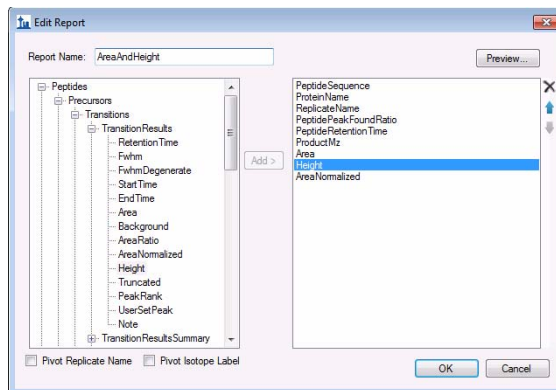 Edit Report
Report Name: AreaAndHeight
Preview...
Peptides
Precursors
Transitions
TransitionResults
RetentionTime
Fwhm
FwhmDegenerate
StartTime
EndTime
Area
Background
AreaRatio
AreaNormalized
Height
Truncated
PeakRank
UserSetPeak
Note
TransitionResultsSummary
Add >
PeptideSequence
ProteinName
ReplicateName
PeptidePeakFoundRatio
PeptideRetentionTime
ProductMz
Area
Height
AreaNormalized
Pivot Replicate Name Pivot Isotope Label
OK Cancel